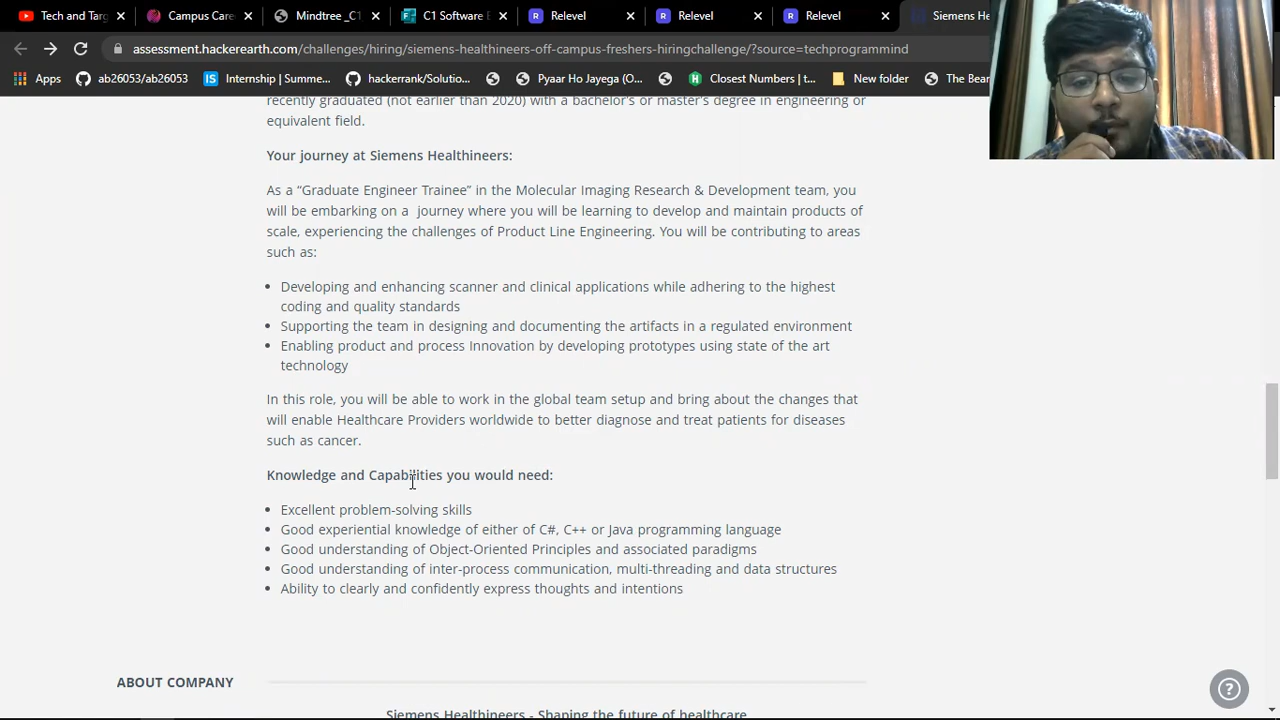 Tech and Targ
Campus Care
Mindtree _C1
C1 Software E
Relevel
Relevel
Relevel
Siemens He
assessment.hackerearth.com/challenges/hiring/siemens-healthineers-off-campus-freshers-hiringchallenge/?source=techprogrammind
Apps
ab26053/ab26053
IS
Internship | Summe...
hackerrank/Solutio...
Pyaar Ho Jayega (O...
Closest Numbers | t...
New folder
The Bear
recently graduated (not earlier than 2020) with a bachelor's or master's degree in engineering or
equivalent field.
Your journey at Siemens Healthineers:
As a “Graduate Engineer Trainee” in the Molecular Imaging Research & Development team, you
will be embarking on a journey where you will be learning to develop and maintain products of
scale, experiencing the challenges of Product Line Engineering. You will be contributing to areas
such as:
• Developing and enhancing scanner and clinical applications while adhering to the highest
coding and quality standards
• Supporting the team in designing and documenting the artifacts in a regulated environment
• Enabling product and process Innovation by developing prototypes using state of the art
technology
In this role, you will be able to work in the global team setup and bring about the changes that
will enable Healthcare Providers worldwide to better diagnose and treat patients for diseases
such as cancer.
Knowledge and Capabilities you would need:
• Excellent problem-solving skills
• Good experiential knowledge of either of C#, C++ or Java programming language
• Good understanding of Object-Oriented Principles and associated paradigms
• Good understanding of inter-process communication, multi-threading and data structures
• Ability to clearly and confidently express thoughts and intentions
ABOUT COMPANY
Siemens Healthineers - Shaping the future of healthcare